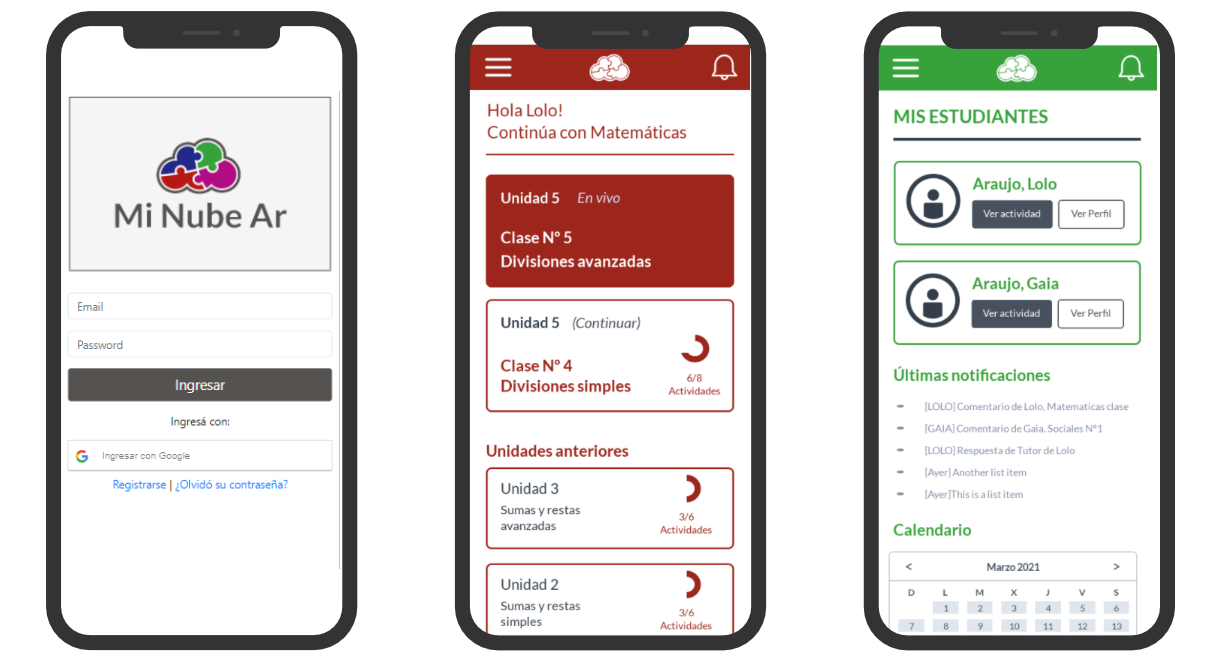 Mi Nube Ar
Email
Password
Ingresar
Ingresá con:
Ingresar con Google
Registrarse | ¿Olvidó su contraseña?
Hola Lolo!
Continúa con Matemáticas
Unidad 5 En vivo
Clase N° 5
Divisiones avanzadas
Unidad 5 (Continuar)
Clase N° 4
Divisiones simples
6/8
Actividades
Unidades anteriores
Unidad 3
Sumas y restas
avanzadas
3/6
Actividades
Unidad 2
Sumas y restas
simples
3/6
Actividades
MIS ESTUDIANTES
Araujo, Lolo
Ver actividad Ver Perfil
Araujo, Gaia
Ver actividad Ver Perfil
Últimas notificaciones
[LOLO] Comentario de Lolo, Matematicas clase
[GAIA] Comentario de Gaia, Sociales N°1
[LOLO] Respuesta de Tutor de Lolo
[Ayer] Another list item
[Ayer]This is a list item
Calendario
< Marzo 2021 >
D L M X J V S
1 2 3 4 5 6
7 8 9 10 11 12 13